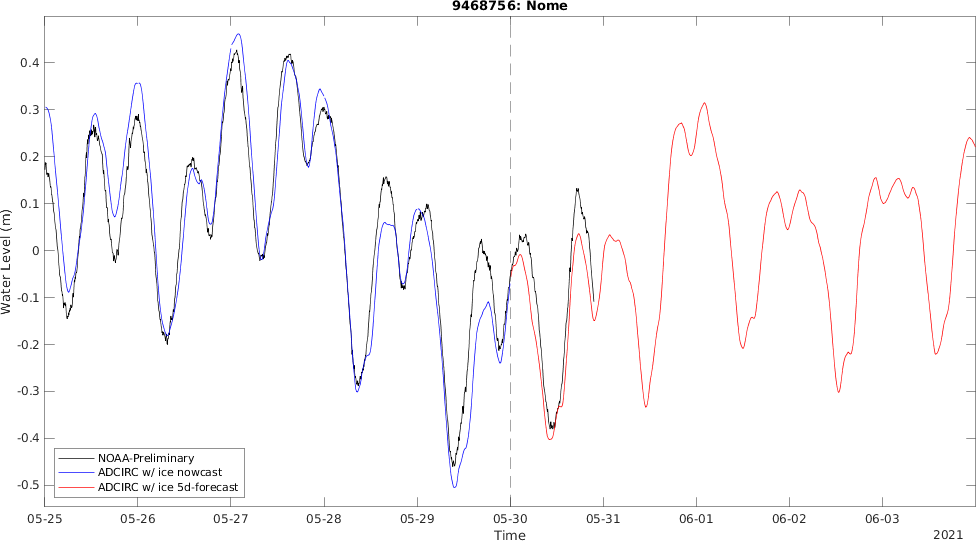 9468756: Nome
Water Level (m)
0.4
0.3
0.2
0.1
0
-0.1
-0.2
-0.3
-0.4
-0.5
NOAA-Preliminary
ADCIRC w/ ice nowcast
ADCIRC w/ ice 5d-forecast
05-25 05-26 05-27 05-28 05-29 05-30 05-31 06-01 06-02 06-03
Time
2021